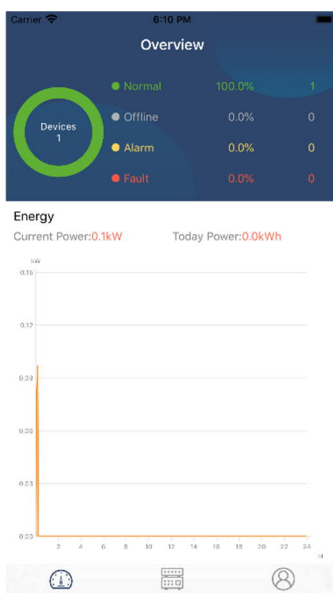 Carrier 6:10 PM
Overview
Devices
1
Normal 100.0% 1
Offline 0.0% 0
Alarm 0.0% 0
Fault 0.0% 0
Energy
Current Power:0.1kW Today Power:0.0kWh
kW
0.15
0.12
0.09
0.06
0.03
0.00
2 4 6 8 10 12 14 16 18 20 22 24
H